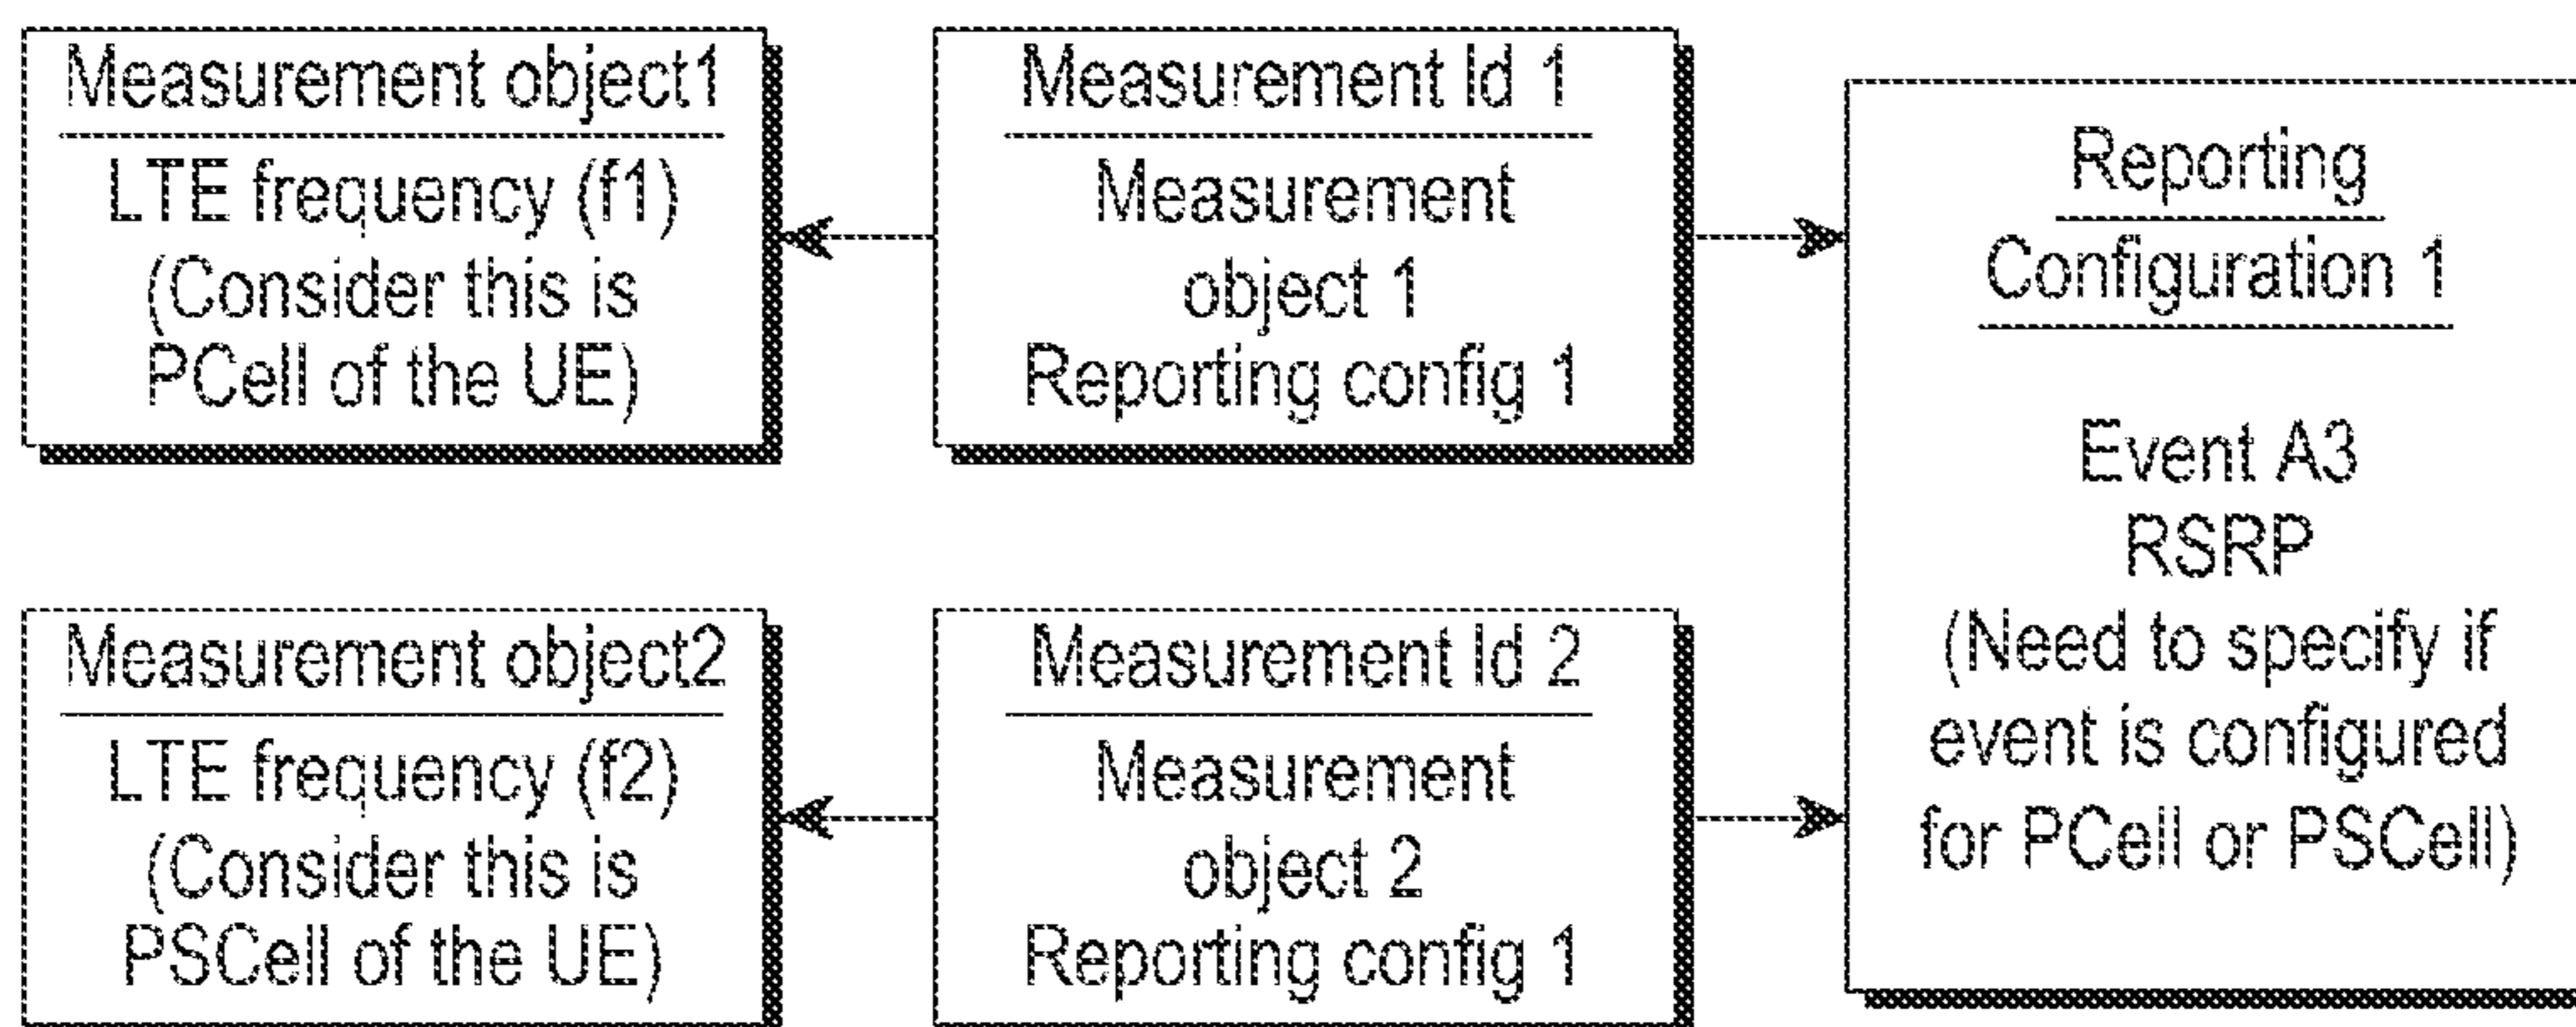 Measurement object1
LTE frequency (f1)
(Consider this is
PCell of the UE)
Measurement Id 1
Measurement
object 1
Reporting config 1
Reporting
Configuration 1
Event A3
RSRP
(Need to specify if
event is configured
for PCell or PSCell)
Measurement object2
LTE frequency (f2)
(Consider this is
PSCell of the UE)
Measurement Id 2
Measurement
object 2
Reporting config 1